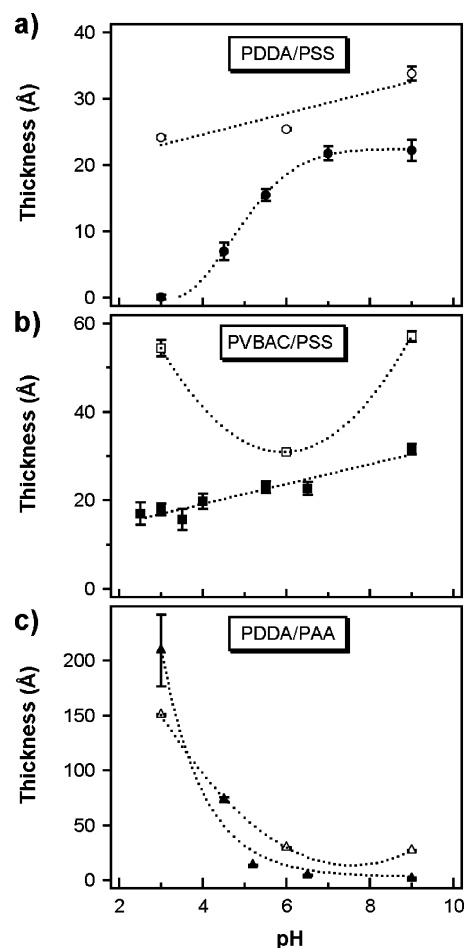 a)
PDDA/PSS
Thickness (Å)
40
30
20
10
0
b)
PVBAC/PSS
Thickness (Å)
60
40
20
0
c)
PDDA/PAA
Thickness (Å)
200
150
100
50
0
2 4 6 8 10
pH